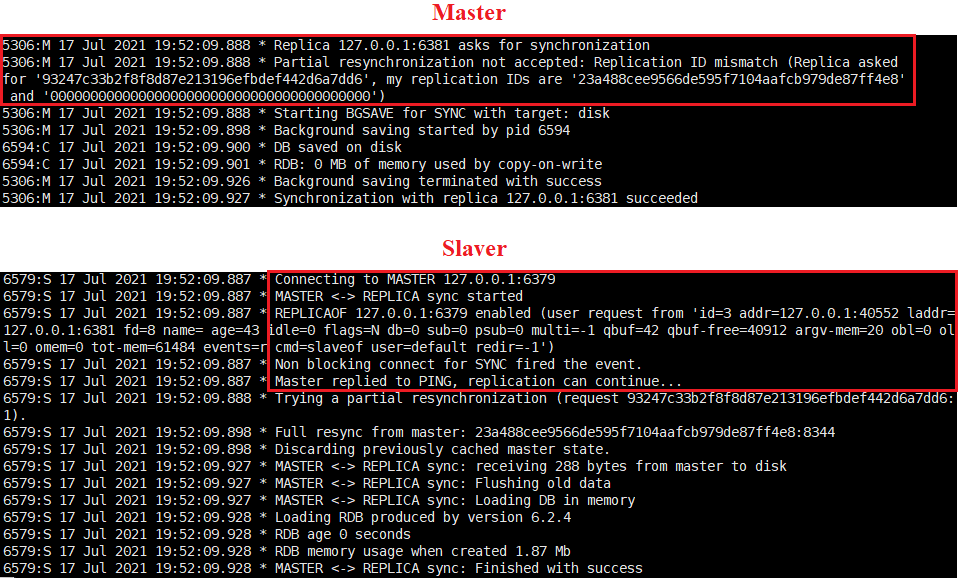 Master
5306:M 17 Jul 2021 19:52:09.888 * Replica 127.0.0.1:6381 asks for synchronization
5306:M 17 Jul 2021 19:52:09.888 * Partial resynchronization not accepted: Replication ID mismatch (Replica asked
for '93247c33b2f8f8d87e213196efbdef442d6a7dd6', my replication IDs are '23a488cee9566de595f7104aafcb979de87ff4e8'
and '0000000000000000000000000000000000000000')
5306:M 17 Jul 2021 19:52:09.888 * Starting BGSAVE for SYNC with target: disk
5306:M 17 Jul 2021 19:52:09.898 * Background saving started by pid 6594
6594:C 17 Jul 2021 19:52:09.900 * DB saved on disk
6594:C 17 Jul 2021 19:52:09.901 * RDB: 0 MB of memory used by copy-on-write
5306:M 17 Jul 2021 19:52:09.926 * Background saving terminated with success
5306:M 17 Jul 2021 19:52:09.927 * Synchronization with replica 127.0.0.1:6381 succeeded
Slaver
6579:S 17 Jul 2021 19:52:09.887 * Connecting to MASTER 127.0.0.1:6379
6579:S 17 Jul 2021 19:52:09.887 * MASTER <-> REPLICA sync started
6579:S 17 Jul 2021 19:52:09.887 * REPLICAOF 127.0.0.1:6379 enabled (user request from 'id=3 addr=127.0.0.1:40552 laddr=
127.0.0.1:6381 fd=8 name= age=43 idle=0 flags=N db=0 sub=0 psub=0 multi=-1 qbuf=42 qbuf-free=40912 argv-mem=20 obl=0 ol
l=0 omem=0 tot-mem=61484 events=r cmd=slaveof user=default redir=-1')
6579:S 17 Jul 2021 19:52:09.887 * Non blocking connect for SYNC fired the event.
6579:S 17 Jul 2021 19:52:09.887 * Master replied to PING, replication can continue...
6579:S 17 Jul 2021 19:52:09.888 * Trying a partial resynchronization (request 93247c33b2f8f8d87e213196efbdef442d6a7dd6:
1).
6579:S 17 Jul 2021 19:52:09.898 * Full resync from master: 23a488cee9566de595f7104aafcb979de87ff4e8:8344
6579:S 17 Jul 2021 19:52:09.898 * Discarding previously cached master state.
6579:S 17 Jul 2021 19:52:09.927 * MASTER <-> REPLICA sync: receiving 288 bytes from master to disk
6579:S 17 Jul 2021 19:52:09.927 * MASTER <-> REPLICA sync: Flushing old data
6579:S 17 Jul 2021 19:52:09.927 * MASTER <-> REPLICA sync: Loading DB in memory
6579:S 17 Jul 2021 19:52:09.928 * Loading RDB produced by version 6.2.4
6579:S 17 Jul 2021 19:52:09.928 * RDB age 0 seconds
6579:S 17 Jul 2021 19:52:09.928 * RDB memory usage when created 1.87 Mb
6579:S 17 Jul 2021 19:52:09.928 * MASTER <-> REPLICA sync: Finished with success